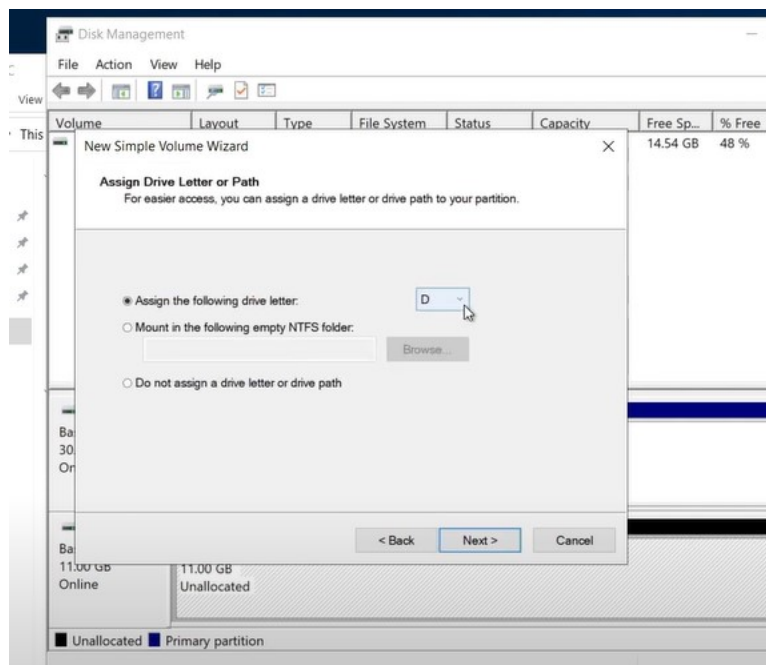 Disk Management
File Action View Help
View
Volume Layout Type File System Status Capacity Free Sp... % Free
This
14.54 GB 48 %
New Simple Volume Wizard
Assign Drive Letter or Path
For easier access, you can assign a drive letter or drive path to your partition.
Assign the following drive letter: D
Mount in the following empty NTFS folder:
Browse...
Do not assign a drive letter or drive path
Ba
30
Or
< Back Next > Cancel
Ba
11.00 GB 11.00 GB
Online Unallocated
Unallocated Primary partition